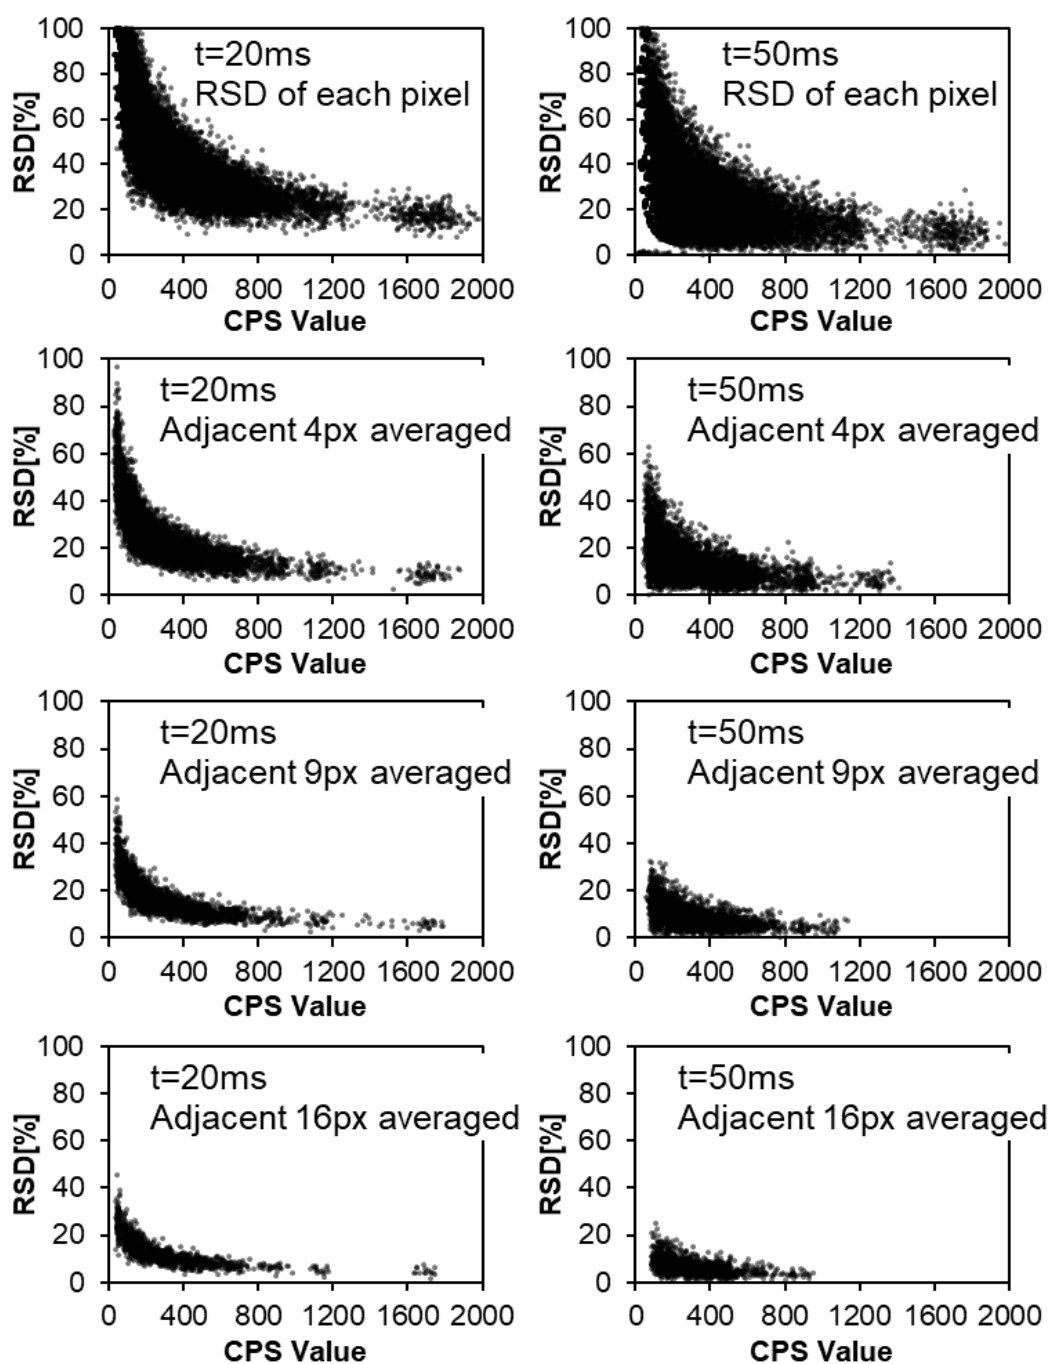 100
80
60
40
20
0
RSD[%]
t=20ms
RSD of each pixel
0 400 800 1200 1600 2000
CPS Value
100
80
60
40
20
0
RSD[%]
t=50ms
RSD of each pixel
0 400 800 1200 1600 2000
CPS Value
100
80
60
40
20
0
RSD[%]
t=20ms
Adjacent 4px averaged
0 400 800 1200 1600 2000
CPS Value
100
80
60
40
20
0
RSD[%]
t=50ms
Adjacent 4px averaged
0 400 800 1200 1600 2000
CPS Value
100
80
60
40
20
0
RSD[%]
t=20ms
Adjacent 9px averaged
0 400 800 1200 1600 2000
CPS Value
100
80
60
40
20
0
RSD[%]
t=50ms
Adjacent 9px averaged
0 400 800 1200 1600 2000
CPS Value
100
80
60
40
20
0
RSD[%]
t=20ms
Adjacent 16px averaged
0 400 800 1200 1600 2000
CPS Value
100
80
60
40
20
0
RSD[%]
t=50ms
Adjacent 16px averaged
0 400 800 1200 1600 2000
CPS Value